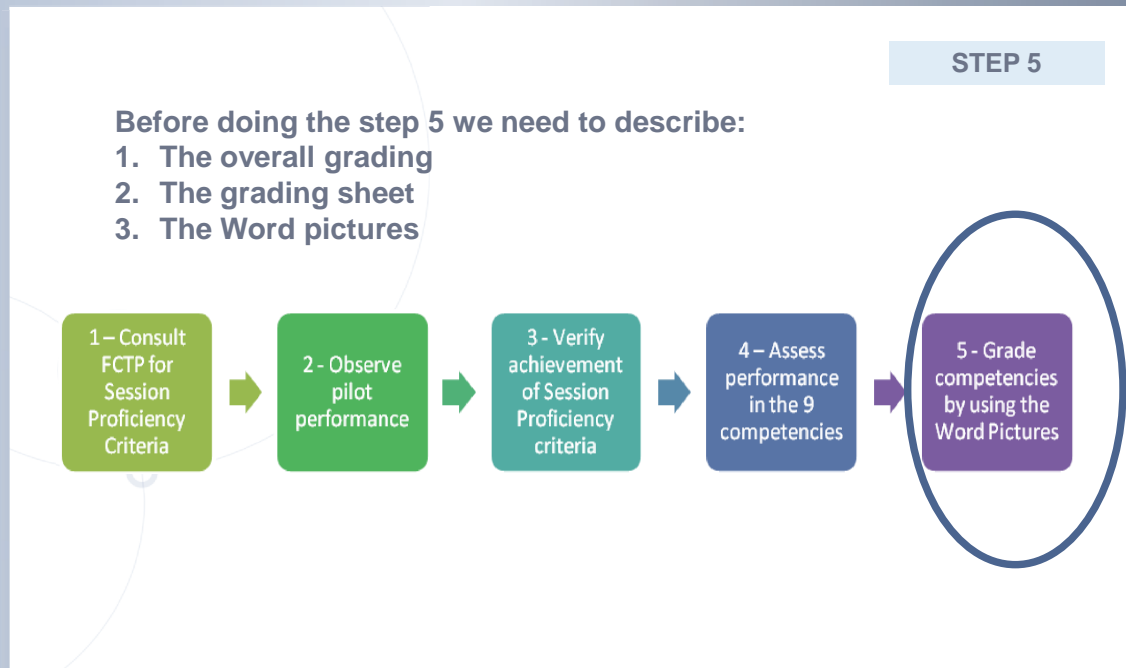 STEP 5
Before doing the step 5 we need to describe:
1. The overall grading
2. The grading sheet
3. The Word pictures
1 – Consult
FCTP for
Session
Proficiency
Criteria
2 - Observe
pilot
performance
3 - Verify
achievement
of Session
Proficiency
criteria
4 – Assess
performance
in the 9
competencies
5 - Grade
competencies
by using the
Word Pictures